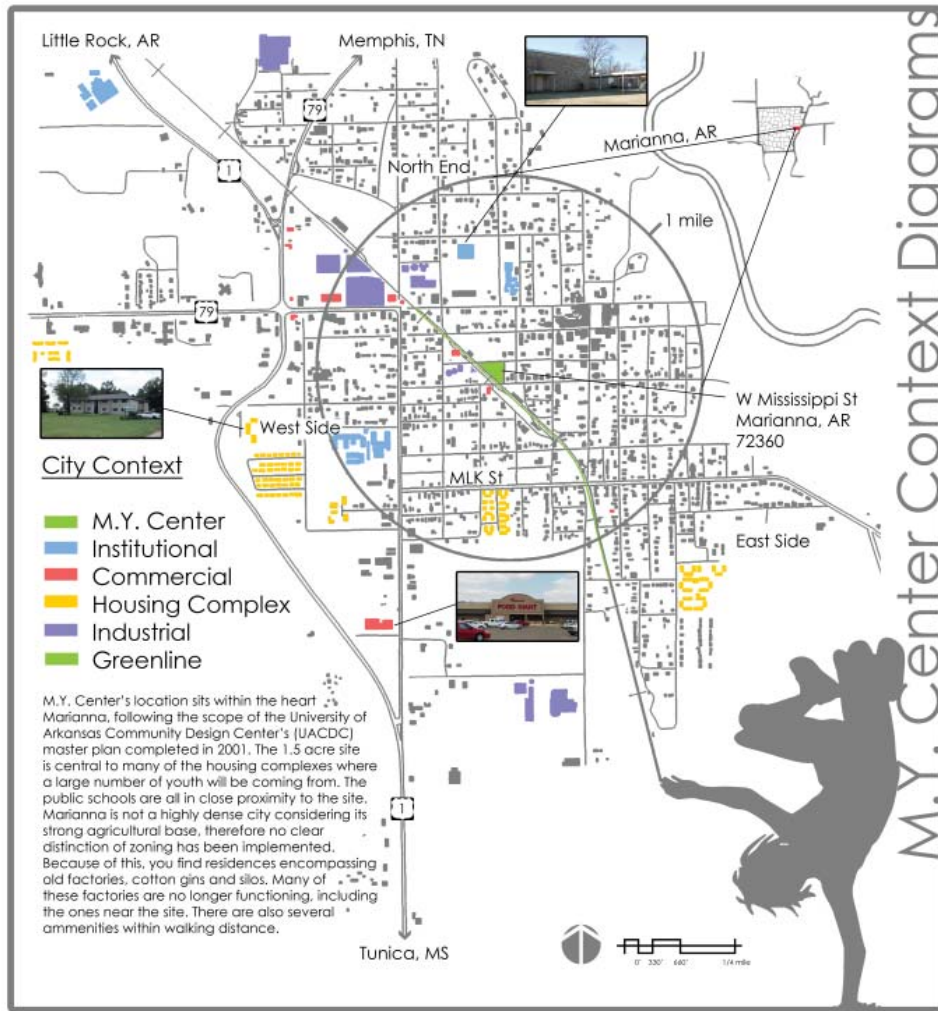 Little Rock, AR
Memphis, TN
79
1
North End
Marianna, AR
1 mile
79
West Side
W Mississippi St
Marianna, AR
72360
City Context
MLK St
East Side
M.Y. Center
Institutional
Commercial
Housing Complex
Industrial
Greenline
FOOD GIANT
M.Y. Center's location sits within the heart
Marianna, following the scope of the University of
Arkansas Community Design Center's (UACDC)
master plan completed in 2001. The 1.5 acre site
is central to many of the housing complexes where
a large number of youth will be coming from. The
public schools are all in close proximity to the site.
Marianna is not a highly dense city considering its
strong agricultural base, therefore no clear
distinction of zoning has been implemented.
Because of this, you find residences encompassing
old factories, cotton gins and silos. Many of
these factories are no longer functioning, including
the ones near the site. There are also several
ammenities within walking distance.
1
Tunica, MS
0' 330' 660' 1/4 mile
M.Y. Center Context Diagrams